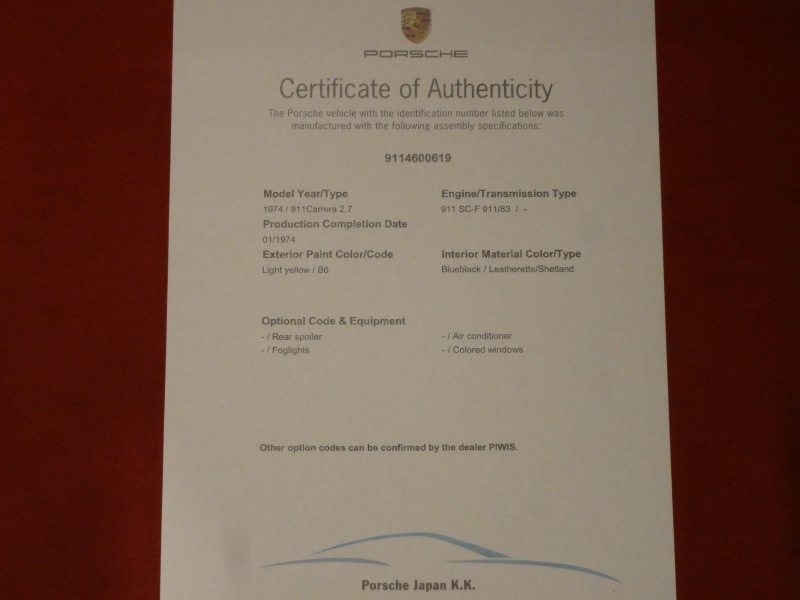 PORSCHE
Certificate of Authenticity
The Porsche vehicle with the identification number listed below was
manufactured with the following assembly specifications:
9114600619
Model Year/Type
1974 / 911Carrera 2.7
Engine/Transmission Type
911 SC-F 911/83 / -
Production Completion Date
01/1974
Exterior Paint Color/Code
Light yellow / B6
Interior Material Color/Type
Blueblack / Leatherette/Shetland
Optional Code & Equipment
- / Rear spoiler
- / Foglights
- / Air conditioner
- / Colored windows
Other option codes can be confirmed by the dealer PIWIS.
Porsche Japan K.K.